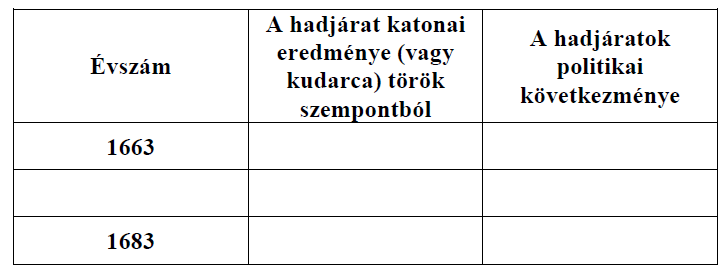 Évszám
A hadjárat katonai
eredménye (vagy
kudarca) török
szempontból
A hadjáratok
politikai
következménye
1663
1683